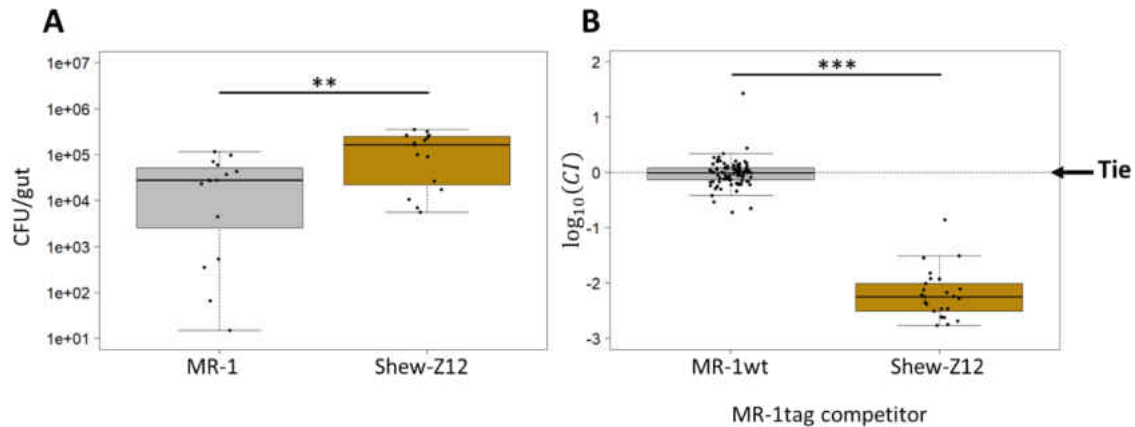 A
1e+07
1e+06
1e+05
1e+04
1e+03
1e+02
1e+01
CFU/gut
**
MR-1
Shew-Z12
B
2
1
0
-1
-2
-3
log₁₀(CI)
***
Tie
MR-1wt
Shew-Z12
MR-1tag competitor